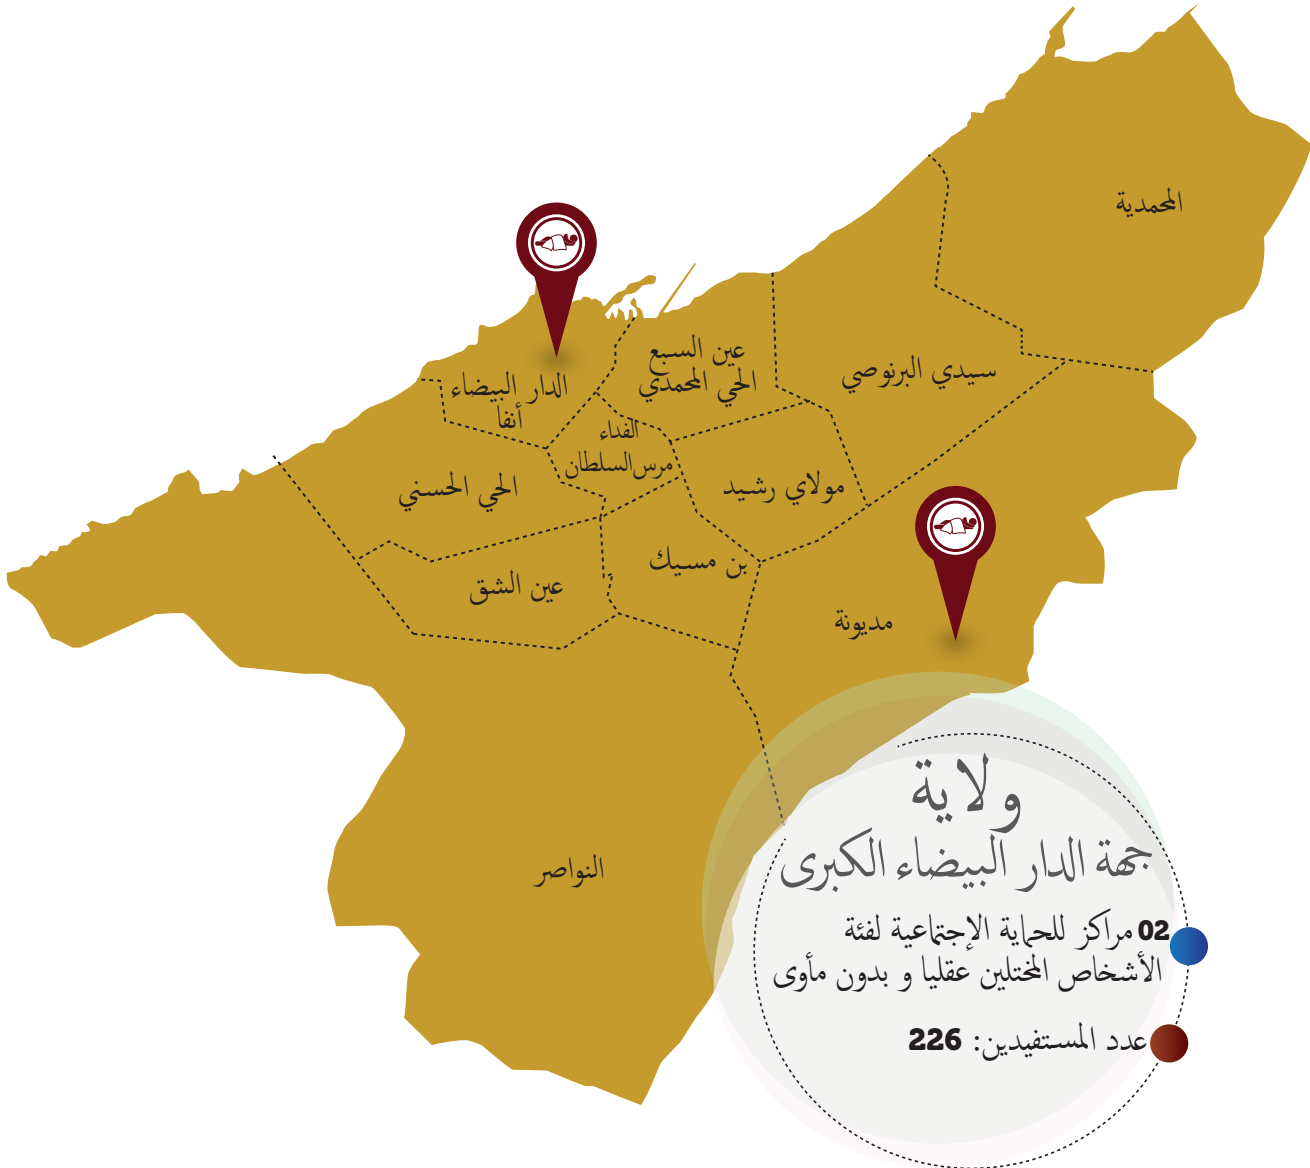 المحمدية
عين السبع
الحي المحمدي
سيدي البرنوصي
الدار البيضاء
أنفا
الفداء
مرس السلطان
مولاي رشيد
الحي الحسني
بن مسيك
عين الشق
مديونة
النواصر
ولاية
جهة الدار البيضاء الكبرى
02 مراكز للحماية الإجتماعية لفئة
الأشخاص المختلين عقليا و بدون مأوى
عدد المستفيدين: 226